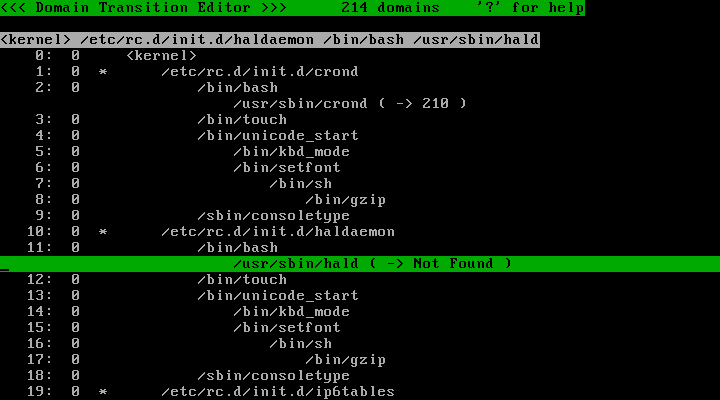 <<< Domain Transition Editor >>>      214 domains    '?' for help
<kernel> /etc/rc.d/init.d/haldaemon /bin/bash /usr/sbin/hald
0:  0     <kernel>
1:  0  *      /etc/rc.d/init.d/crond
2:  0             /bin/bash
/usr/sbin/crond ( -> 210 )
3:  0             /bin/touch
4:  0             /bin/unicode_start
5:  0                 /bin/kbd_mode
6:  0                 /bin/setfont
7:  0                     /bin/sh
8:  0                         /bin/gzip
9:  0             /sbin/consoletype
10:  0  *      /etc/rc.d/init.d/haldaemon
11:  0             /bin/bash
/usr/sbin/hald ( -> Not Found )
12:  0             /bin/touch
13:  0             /bin/unicode_start
14:  0                 /bin/kbd_mode
15:  0                 /bin/setfont
16:  0                     /bin/sh
17:  0                         /bin/gzip
18:  0             /sbin/consoletype
19:  0  *      /etc/rc.d/init.d/ip6tables